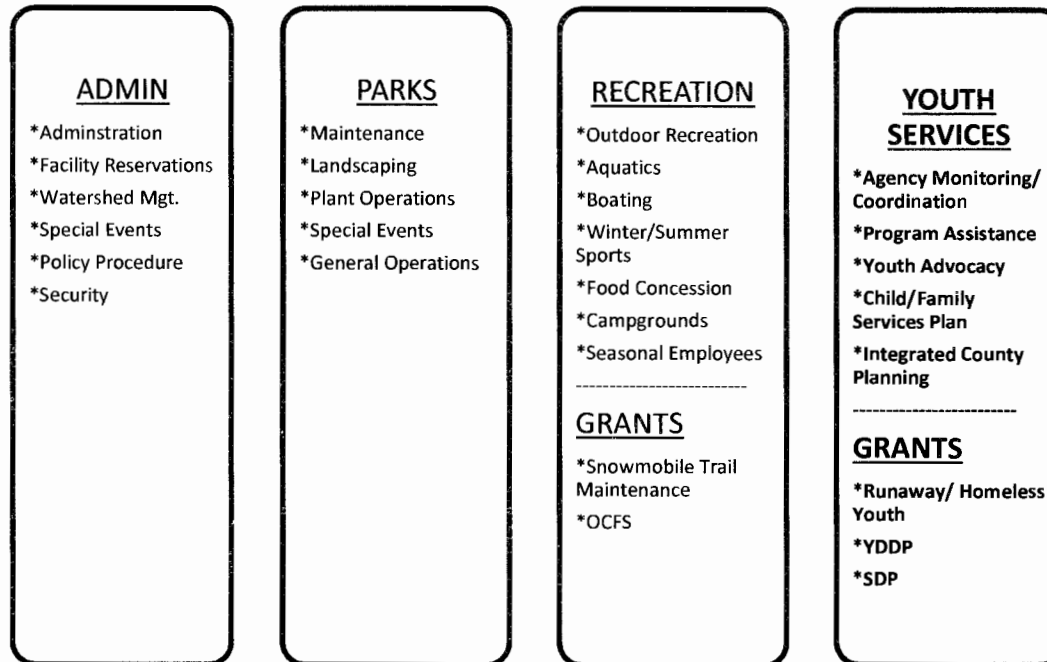 ADMIN
*Adminstration
*Facility Reservations
*Watershed Mgt.
*Special Events
*Policy Procedure
*Security
PARKS
*Maintenance
*Landscaping
*Plant Operations
*Special Events
*General Operations
RECREATION
*Outdoor Recreation
*Aquatics
*Boating
*Winter/Summer
Sports
*Food Concession
*Campgrounds
*Seasonal Employees
--------------------------
GRANTS
*Snowmobile Trail
Maintenance
*OCFS
YOUTH
SERVICES
*Agency Monitoring/
Coordination
*Program Assistance
*Youth Advocacy
*Child/Family
Services Plan
*Integrated County
Planning
-------------------------
GRANTS
*Runaway/ Homeless
Youth
*YDDP
*SDP